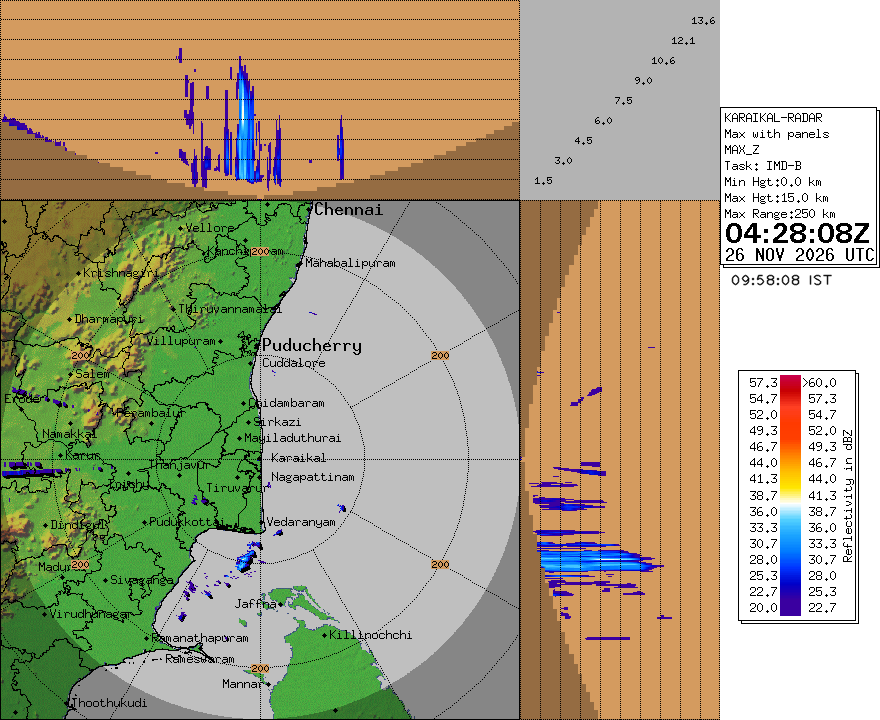 13.6
12.1
10.6
9.0
7.5
6.0
4.5
3.0
1.5
KARAIKAL-RADAR
Max with panels
MAX_Z
Task: IMD-B
Min Hgt:0.0 km
Max Hgt:15.0 km
Max Range:250 km
04:28:08Z
26 NOV 2026 UTC
09:58:08 IST
Chennai
Vellore
200
Mahabalipuram
Krishnagiri
Thiruvannamalai
Dharmapuri
Villupuram
Puducherry
200
200
Cuddalore
Salem
Erode
Chidambaram
Perambalur
Sirkazi
Namakkal
Mayiladuthurai
Karur
Karaikal
Thanjavur
Nagapattinam
Tiruvarur
Dindigul
Pudukkottai
Vedaranyam
200
200
Sivaganga
Jaffna
Virudhunagar
Ramanathapuram
Killinochchi
Rameswaram
200
Mannar
Thoothukudi
57.3 >60.0
54.7 57.3
52.0 54.7
49.3 52.0
46.7 49.3
44.0 46.7
41.3 44.0
38.7 41.3
36.0 38.7
33.3 36.0
30.7 33.3
28.0 30.7
25.3 28.0
22.7 25.3
20.0 22.7
Reflectivity in dBZ